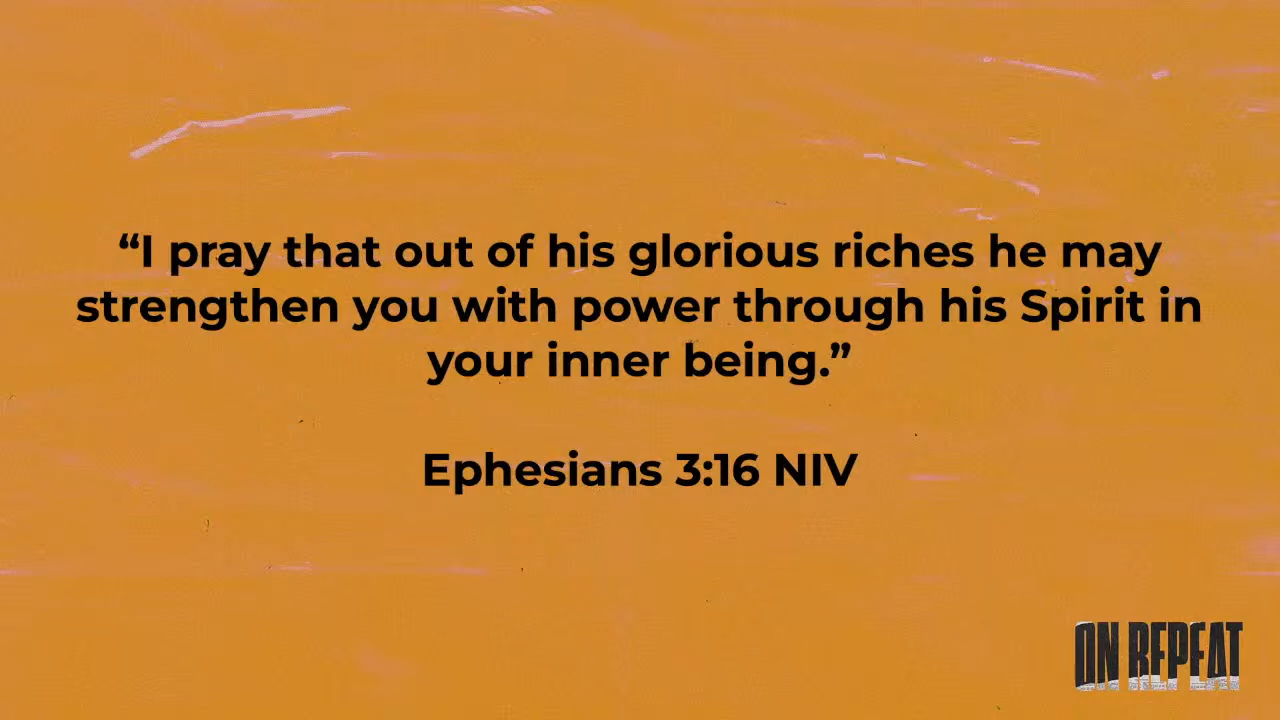 “I pray that out of his glorious riches he may
strengthen you with power through his Spirit in
your inner being.”
Ephesians 3:16 NIV
ON REPEAT